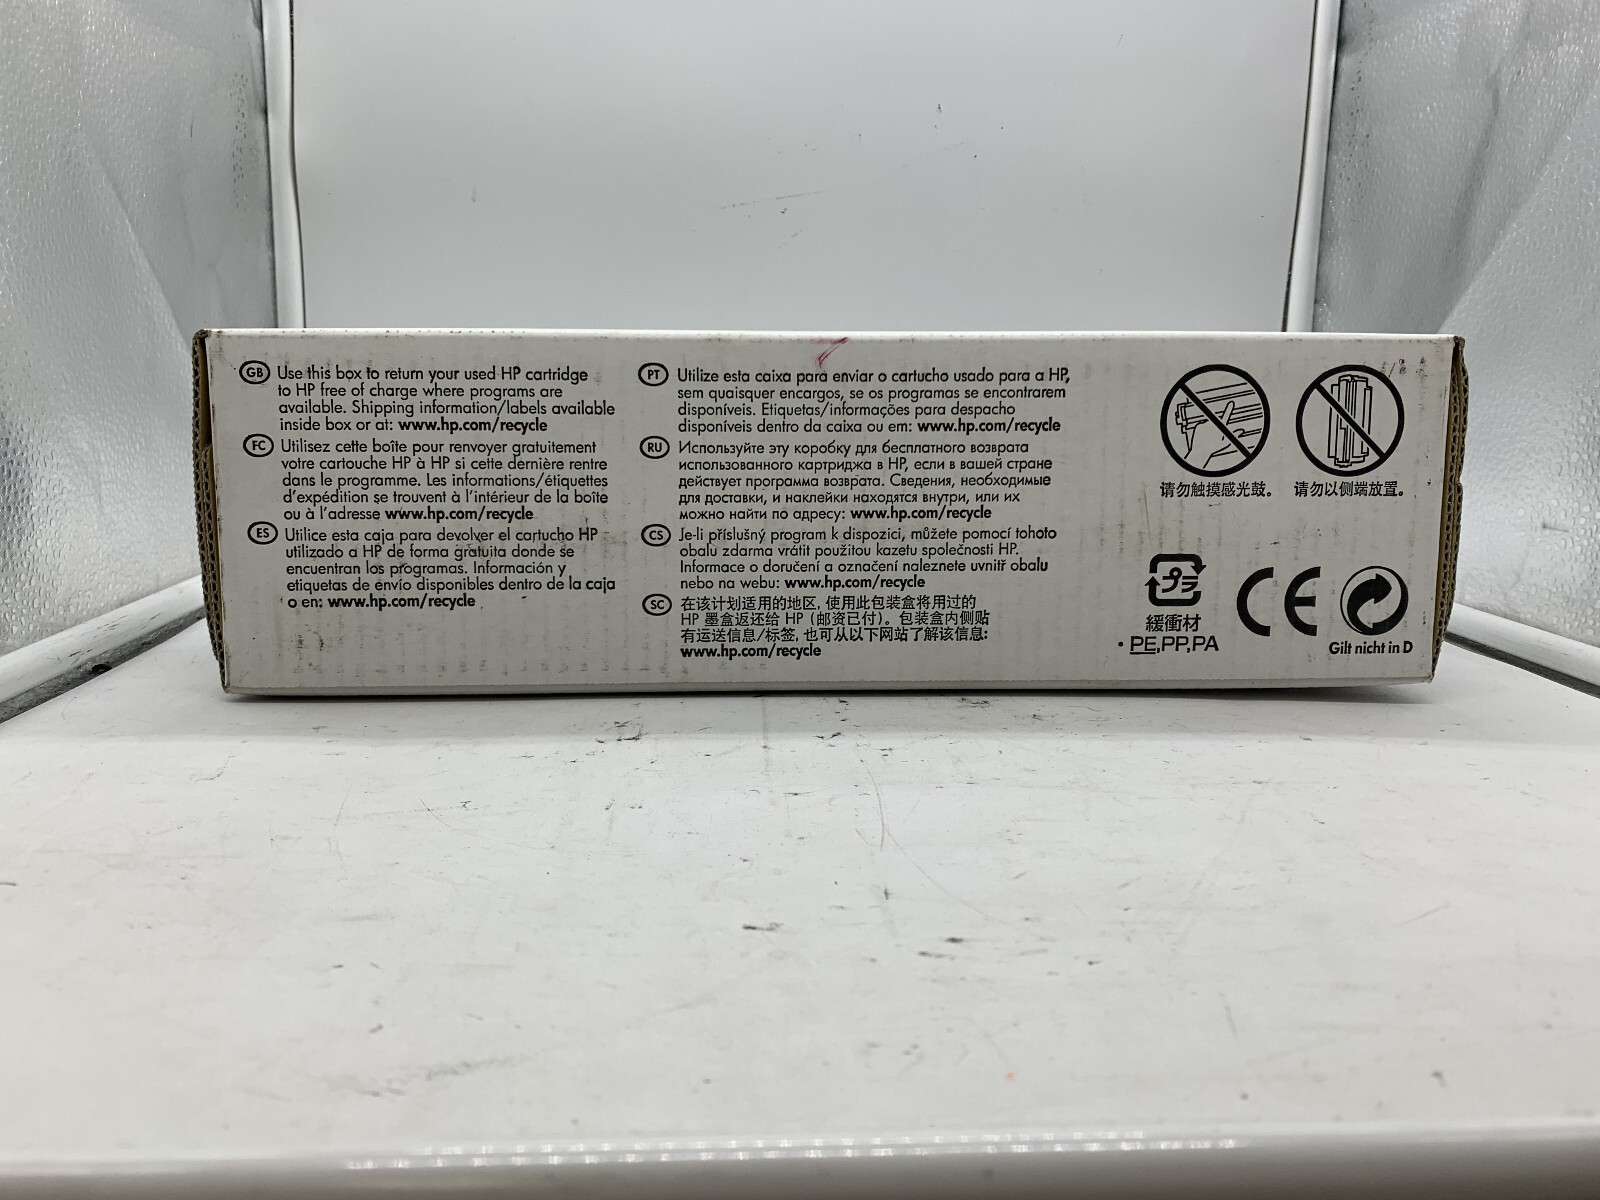 GB Use this box to return your used HP cartridge
to HP free of charge where programs are
available. Shipping information/labels available
inside box or at: www.hp.com/recycle
FC Utilisez cette boîte pour renvoyer gratuitement
votre cartouche HP à HP si cette dernière rentre
dans le programme. Les informations/étiquettes
d'expédition se trouvent à l'intérieur de la boîte
ou à l'adresse www.hp.com/recycle
ES Utilice esta caja para devolver el cartucho HP
utilizado a HP de forma gratuita donde se
encuentran los programas. Información y
etiquetas de envío disponibles dentro de la caja
o en: www.hp.com/recycle
PT Utilize esta caixa para enviar o cartucho usado para a HP,
sem quaisquer encargos, se os programas se encontrarem
disponíveis. Etiquetas/informações para despacho
disponíveis dentro da caixa ou em: www.hp.com/recycle
RU Используйте эту коробку для бесплатного возврата
использованного картриджа в HP, если в вашей стране
действует программа возврата. Сведения, необходимые
для доставки, и наклейки находятся внутри, или их
можно найти по адресу: www.hp.com/recycle
CS Je-li příslušný program k dispozici, můžete pomocí tohoto
obalu zdarma vrátit použitou kazetu společnosti HP.
Informace o doručení a označení naleznete uvnitř obalu
nebo na webu: www.hp.com/recycle
SC 在该计划适用的地区, 使用此包装盒将用过的
HP 墨盒返还给 HP (邮资已付)。包装盒内侧贴
有运送信息/标签, 也可从以下网站了解该信息:
www.hp.com/recycle
请勿触摸感光鼓。
请勿以侧端放置。
プラ
緩衝材
・PE,PP,PA
CE
Gilt nicht in D